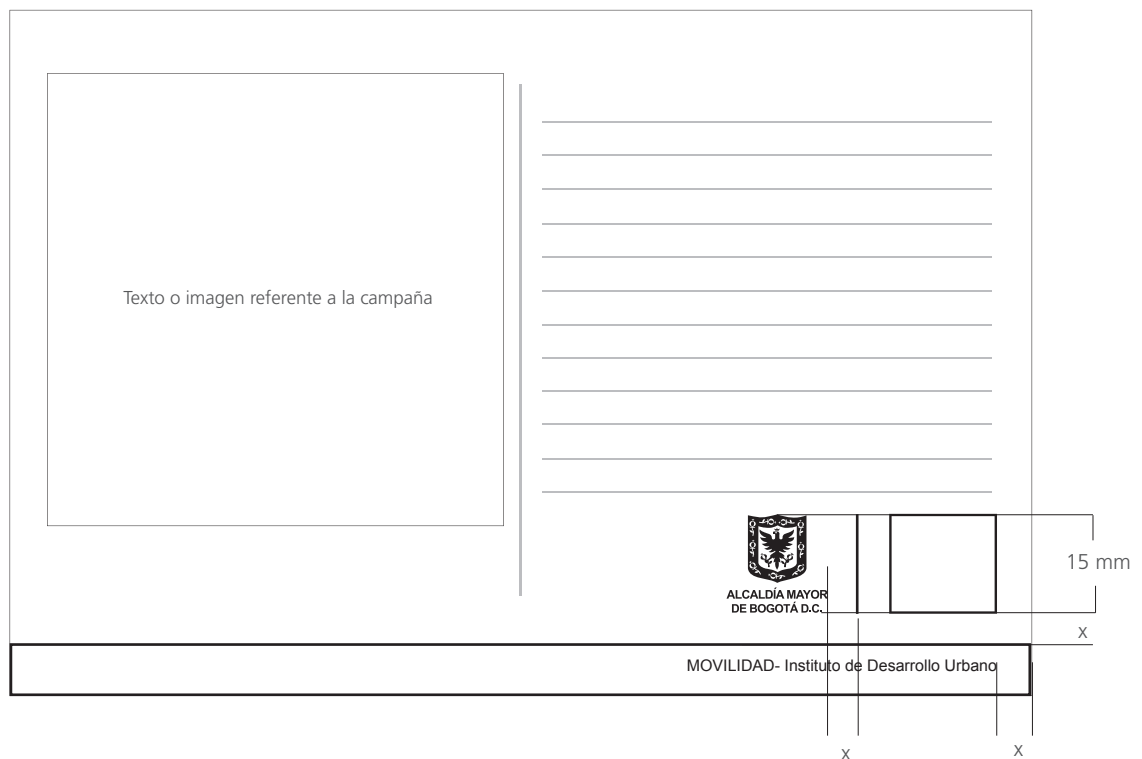 Texto o imagen referente a la campaña
ALCALDÍA MAYOR
DE BOGOTÁ D.C.
15 mm
x
MOVILIDAD- Instituto de Desarrollo Urbano
x
x